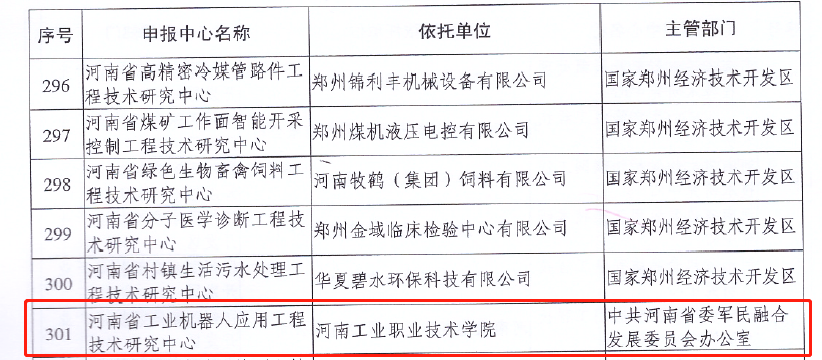 序号 申报中心名称 依托单位 主管部门
296 河南省高精密冷媒管路件工程技术研究中心 郑州锦利丰机械设备有限公司 国家郑州经济技术开发区
297 河南省煤矿工作面智能开采控制工程技术研究中心 郑州煤机液压电控有限公司 国家郑州经济技术开发区
298 河南省绿色生物畜禽饲料工程技术研究中心 河南牧鹤（集团）饲料有限公司 国家郑州经济技术开发区
299 河南省分子医学诊断工程技术研究中心 郑州金域临床检验中心有限公司 国家郑州经济技术开发区
300 河南省村镇生活污水处理工程技术研究中心 华夏碧水环保科技有限公司 国家郑州经济技术开发区
301 河南省工业机器人应用工程技术研究中心 河南工业职业技术学院 中共河南省委军民融合发展委员会办公室